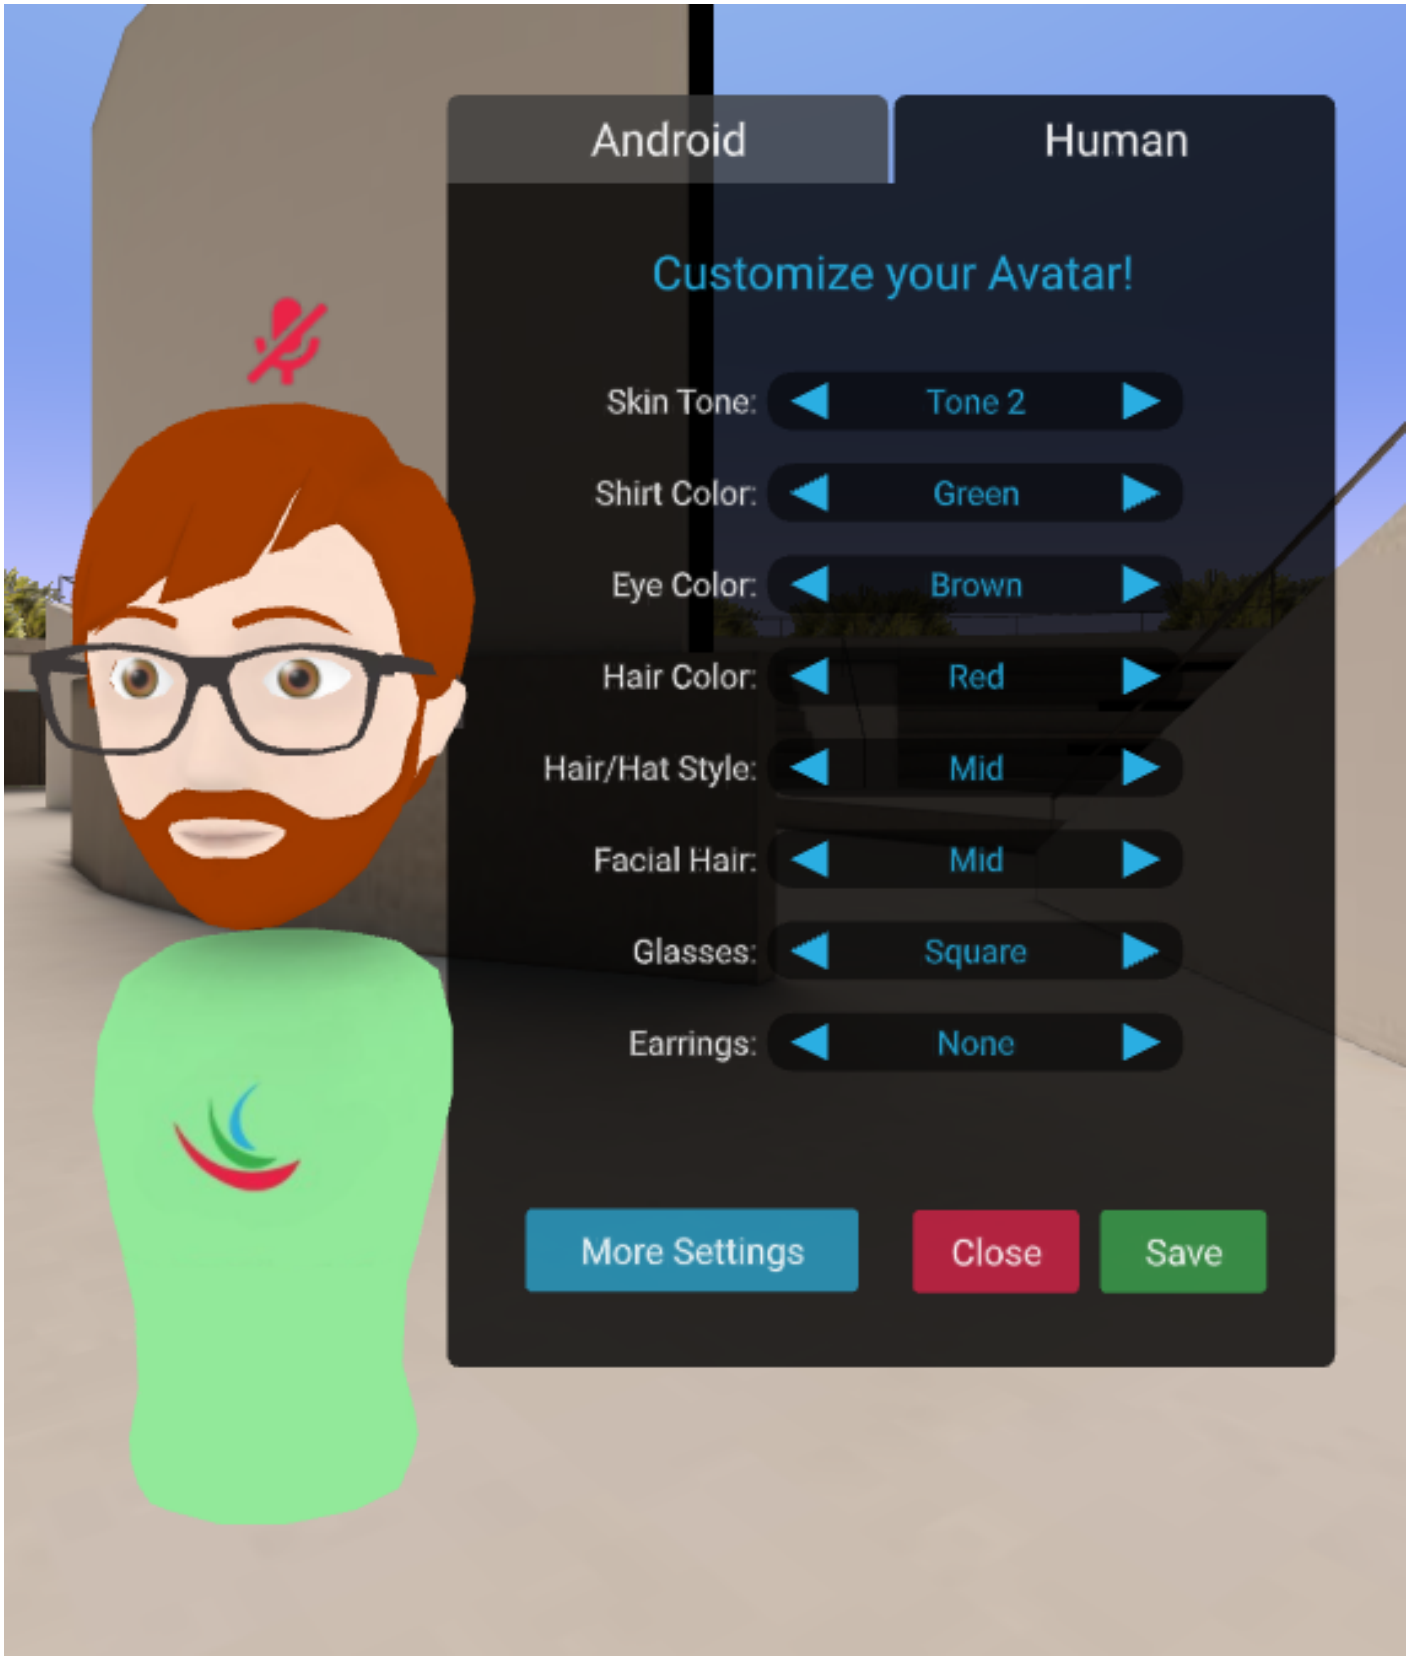 Android
Human
Customize your Avatar!
Skin Tone: Tone 2
Shirt Color: Green
Eye Color: Brown
Hair Color: Red
Hair/Hat Style: Mid
Facial Hair: Mid
Glasses: Square
Earrings: None
More Settings
Close
Save